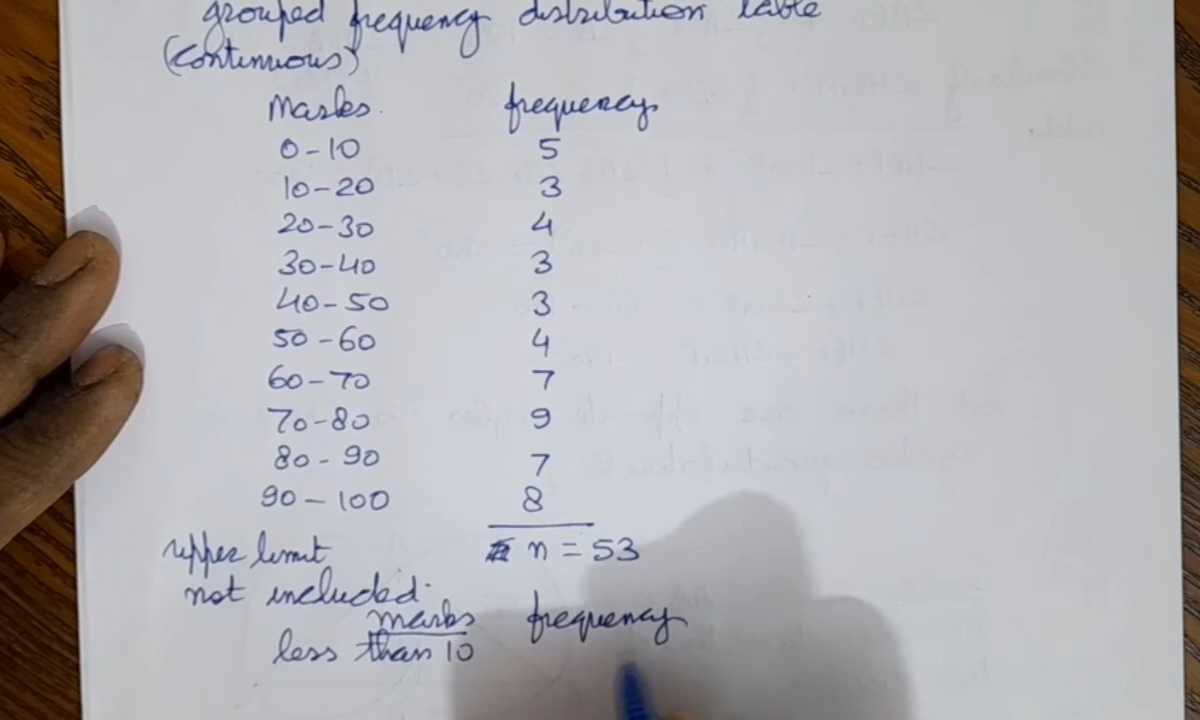 grouped frequency distribution table
(Continuous)
Marks. frequency
0-10 5
10-20 3
20-30 4
30-40 3
40-50 3
50-60 4
60-70 7
70-80 9
80-90 7
90-100 8
n = 53
upper limit
not included.
marks frequency
less than 10